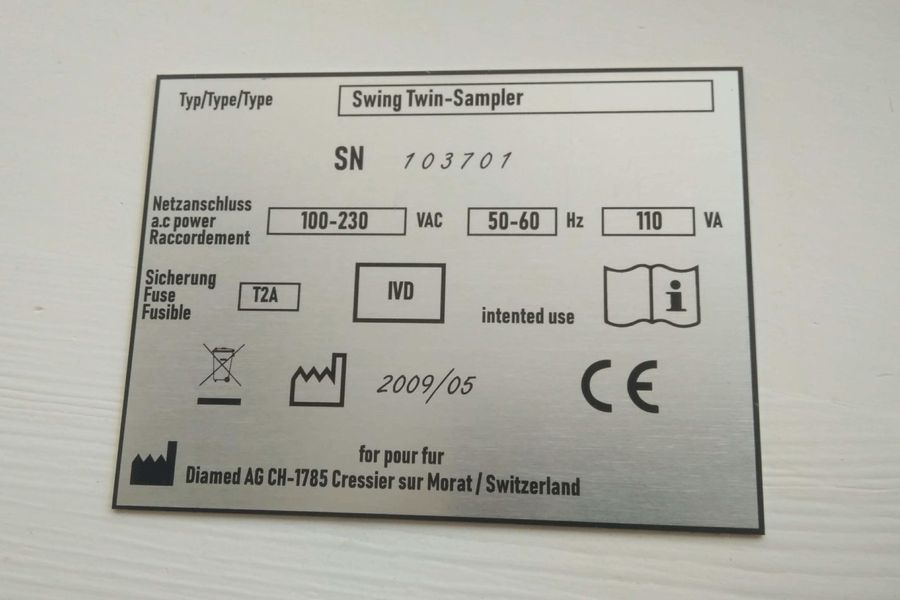 Typ/Type/Type Swing Twin-Sampler
SN 103701
Netzanschluss
a.c power 100-230 VAC 50-60 Hz 110 VA
Raccordement
Sicherung
Fuse T2A IVD
Fusible intented use
2009/05 CE
for pour fur
Diamed AG CH-1785 Cressier sur Morat / Switzerland